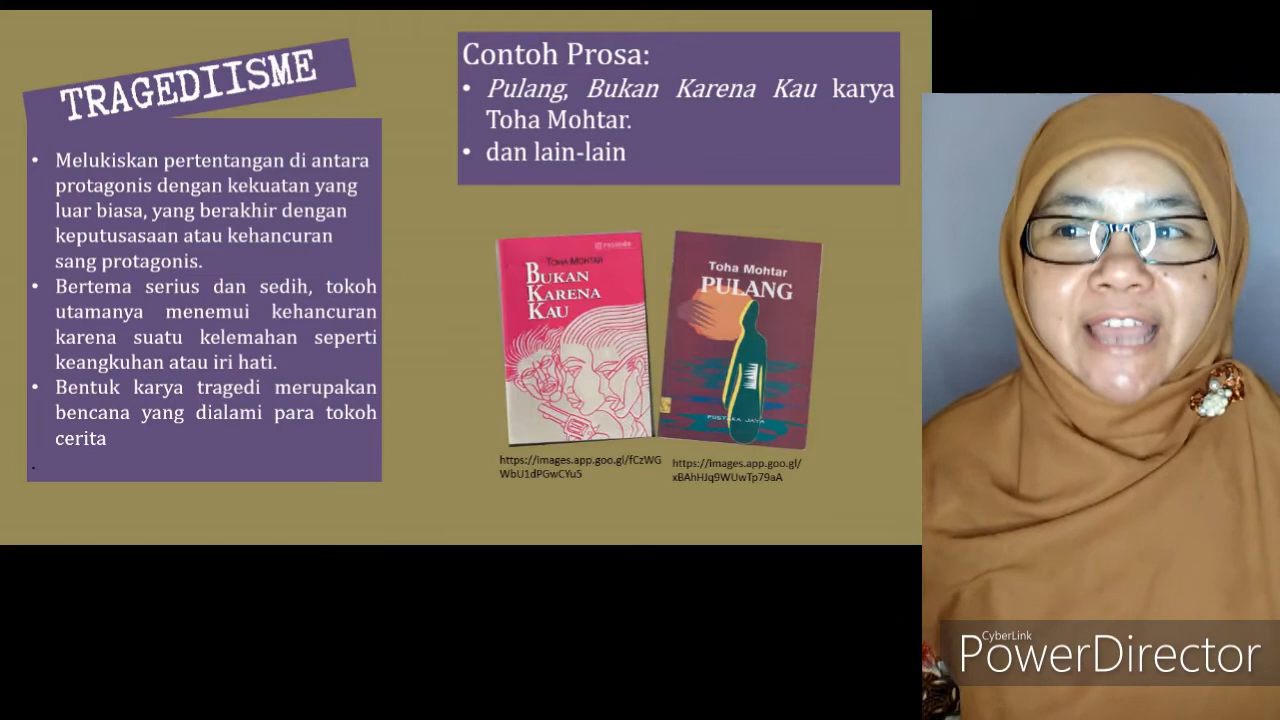 TRAGEDIISME
• Melukiskan pertentangan di antara
protagonis dengan kekuatan yang
luar biasa, yang berakhir dengan
keputusasaan atau kehancuran
sang protagonis.
• Bertema serius dan sedih, tokoh
utamanya menemui kehancuran
karena suatu kelemahan seperti
keangkuhan atau iri hati.
• Bentuk karya tragedi merupakan
bencana yang dialami para tokoh
cerita
.
Contoh Prosa:
• Pulang, Bukan Karena Kau karya
Toha Mohtar.
• dan lain-lain
TOHA MOHTAR
BUKAN
KARENA
KAU
Toha Mohtar
PULANG
PUSTAKA JAYA
https://images.app.goo.gl/fCzWG
WbU1dPGwCYu5
https://images.app.goo.gl/
xBAhHJq9WUwTp79aA
CyberLink
PowerDirector